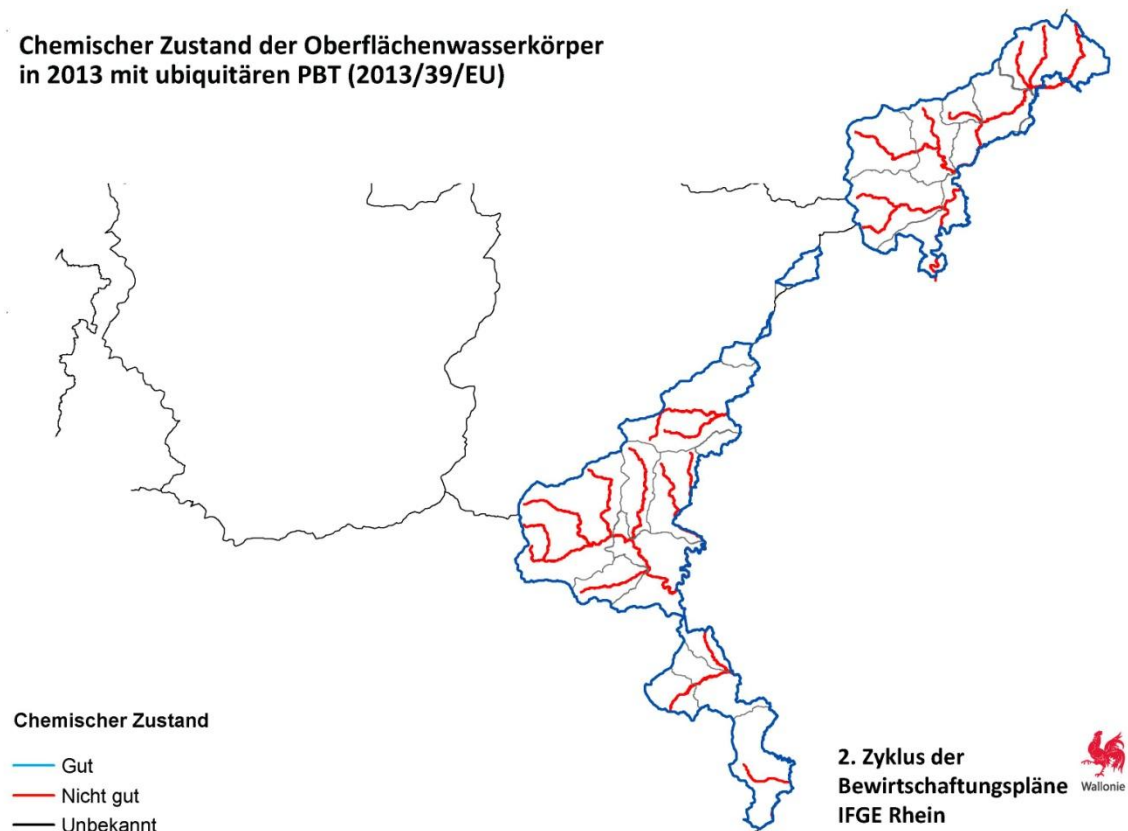 Chemischer Zustand der Oberflächenwasserkörper
in 2013 mit ubiquitären PBT (2013/39/EU)
Chemischer Zustand
Gut
Nicht gut
Unbekannt
2. Zyklus der
Bewirtschaftungspläne
IFGE Rhein
Wallonie